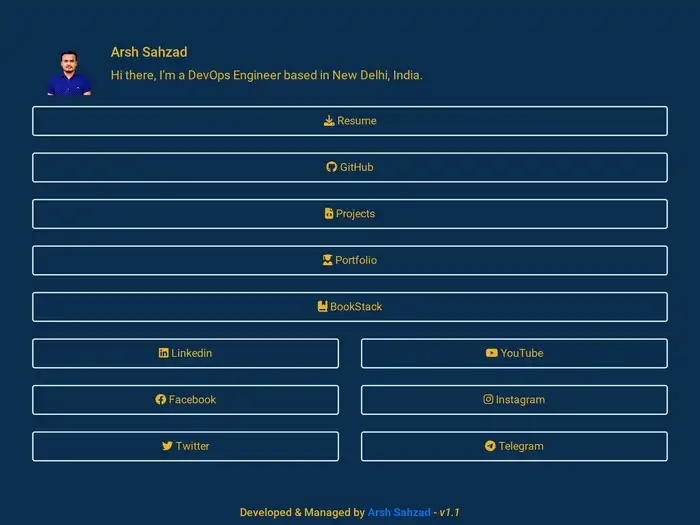 Arsh Sahzad
Hi there, I'm a DevOps Engineer based in New Delhi, India.
Resume
GitHub
Projects
Portfolio
BookStack
Linkedin
YouTube
Facebook
Instagram
Twitter
Telegram
Developed & Managed by Arsh Sahzad - v1.1